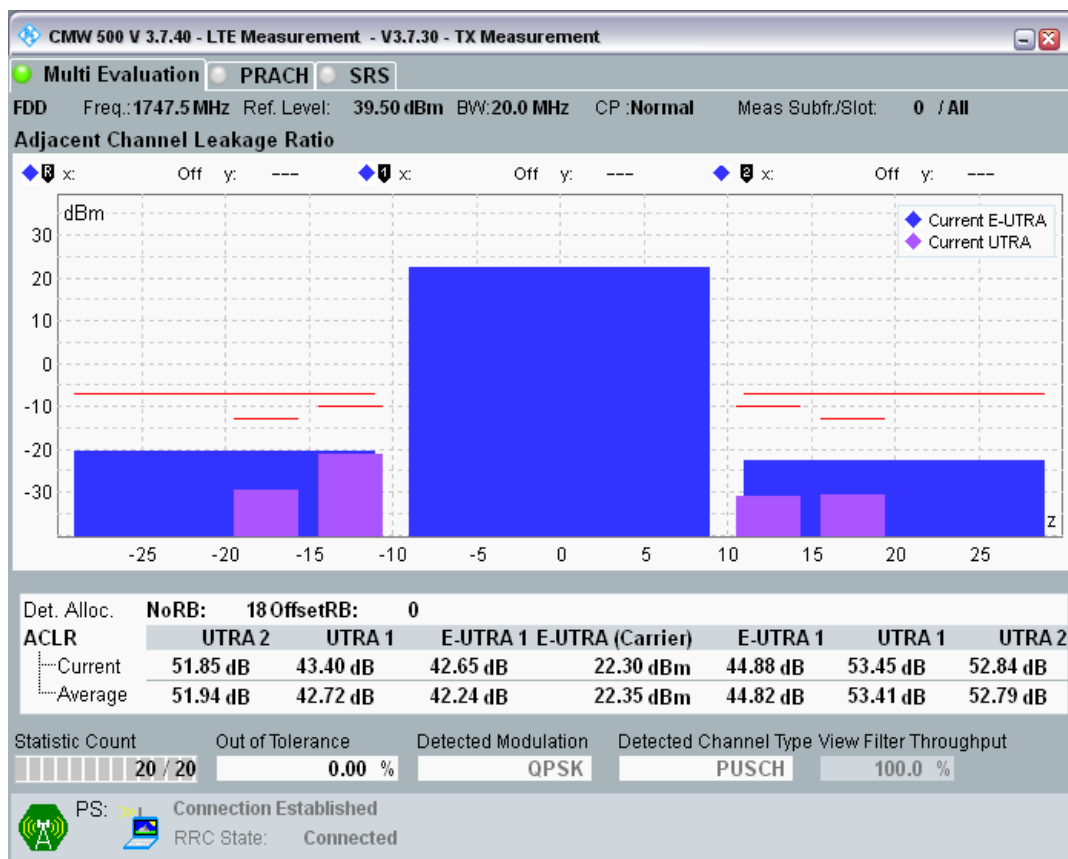 CMW 500 V 3.7.40 - LTE Measurement - V3.7.30 - TX Measurement
Multi Evaluation PRACH SRS
FDD Freq.:1747.5 MHz Ref. Level: 39.50 dBm BW:20.0 MHz CP :Normal Meas Subfr./Slot: 0 / All
Adjacent Channel Leakage Ratio
R x: Off y: --- 1 x: Off y: --- 2 x: Off y: ---
dBm
Current E-UTRA
Current UTRA
30
20
10
0
-10
-20
-30
z
-25 -20 -15 -10 -5 0 5 10 15 20 25
Det. Alloc. NoRB: 18 OffsetRB: 0
ACLR UTRA 2 UTRA 1 E-UTRA 1 E-UTRA (Carrier) E-UTRA 1 UTRA 1 UTRA 2
Current 51.85 dB 43.40 dB 42.65 dB 22.30 dBm 44.88 dB 53.45 dB 52.84 dB
Average 51.94 dB 42.72 dB 42.24 dB 22.35 dBm 44.82 dB 53.41 dB 52.79 dB
Statistic Count Out of Tolerance Detected Modulation Detected Channel Type View Filter Throughput
20 / 20 0.00 % QPSK PUSCH 100.0 %
PS: Connection Established
RRC State: Connected